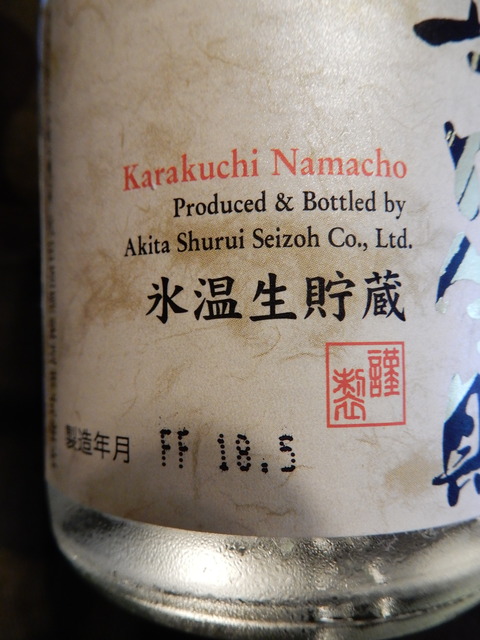 Karakuchi Namacho
Produced & Bottled by
Akita Shurui Seizoh Co., Ltd.
氷温生貯蔵
謹製
製造年月 FF 18.5